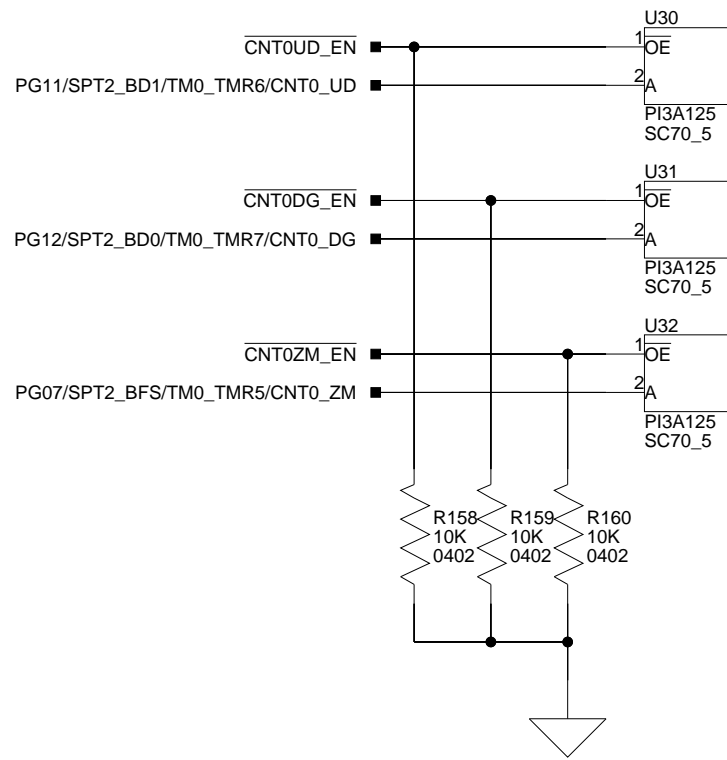 U30
CNT0UD_EN 1 OE
PG11/SPT2_BD1/TM0_TMR6/CNT0_UD 2 A
PI3A125
SC70_5
U31
CNT0DG_EN 1 OE
PG12/SPT2_BD0/TM0_TMR7/CNT0_DG 2 A
PI3A125
SC70_5
U32
CNT0ZM_EN 1 OE
PG07/SPT2_BFS/TM0_TMR5/CNT0_ZM 2 A
PI3A125
SC70_5
R158 R159 R160
10K 10K 10K
0402 0402 0402